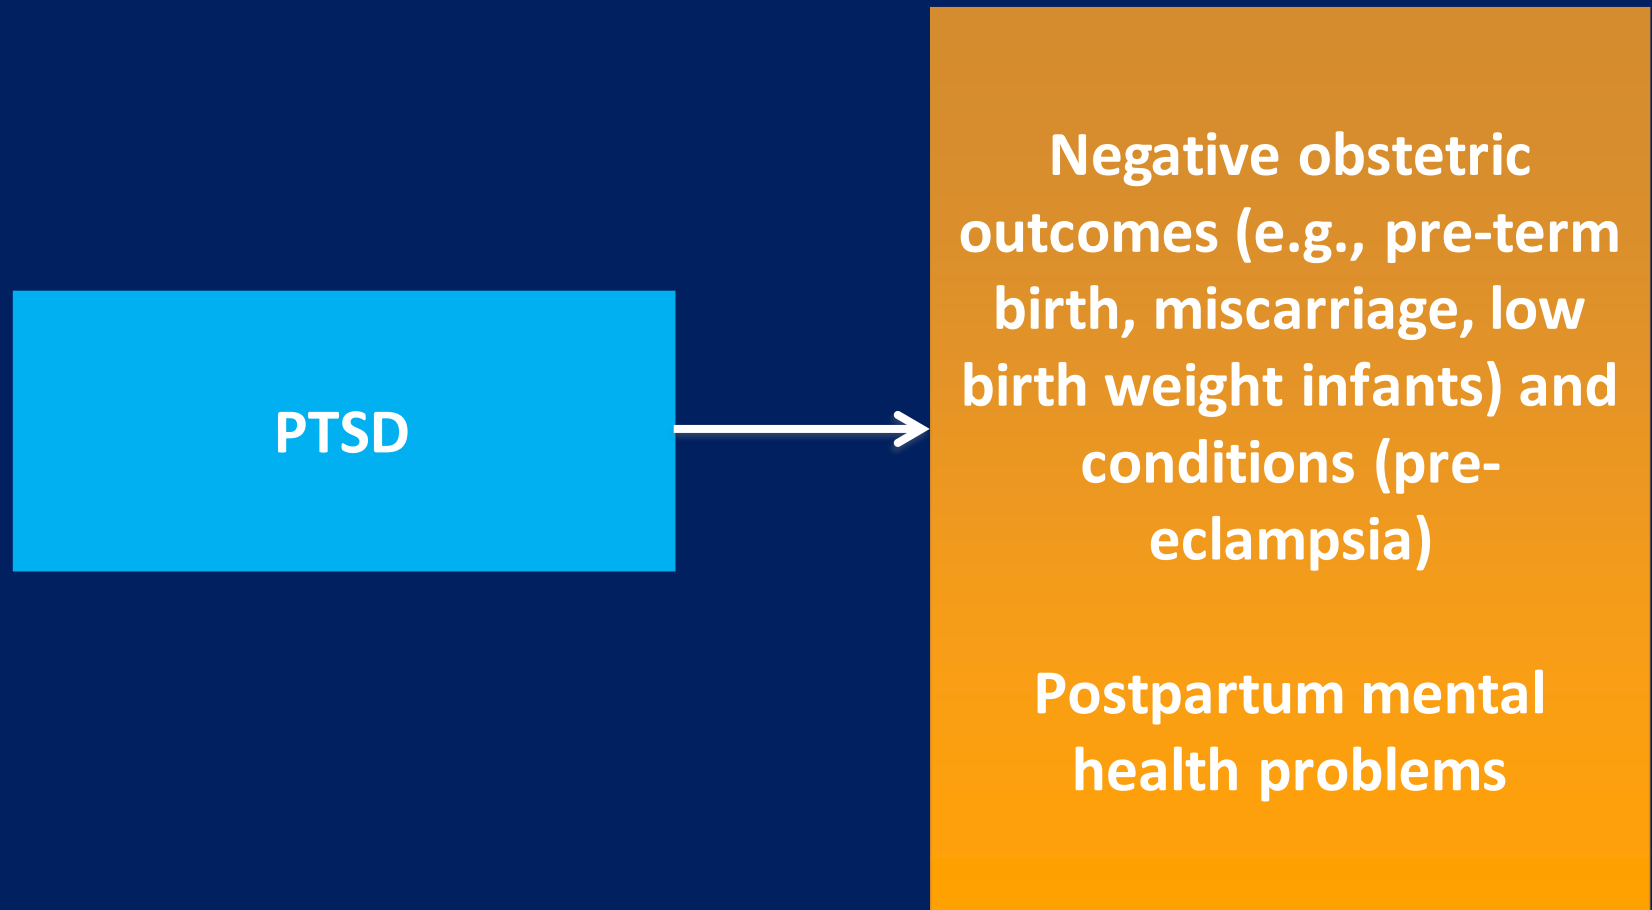 PTSD
Negative obstetric
outcomes (e.g., pre-term
birth, miscarriage, low
birth weight infants) and
conditions (pre-
eclampsia)
Postpartum mental
health problems